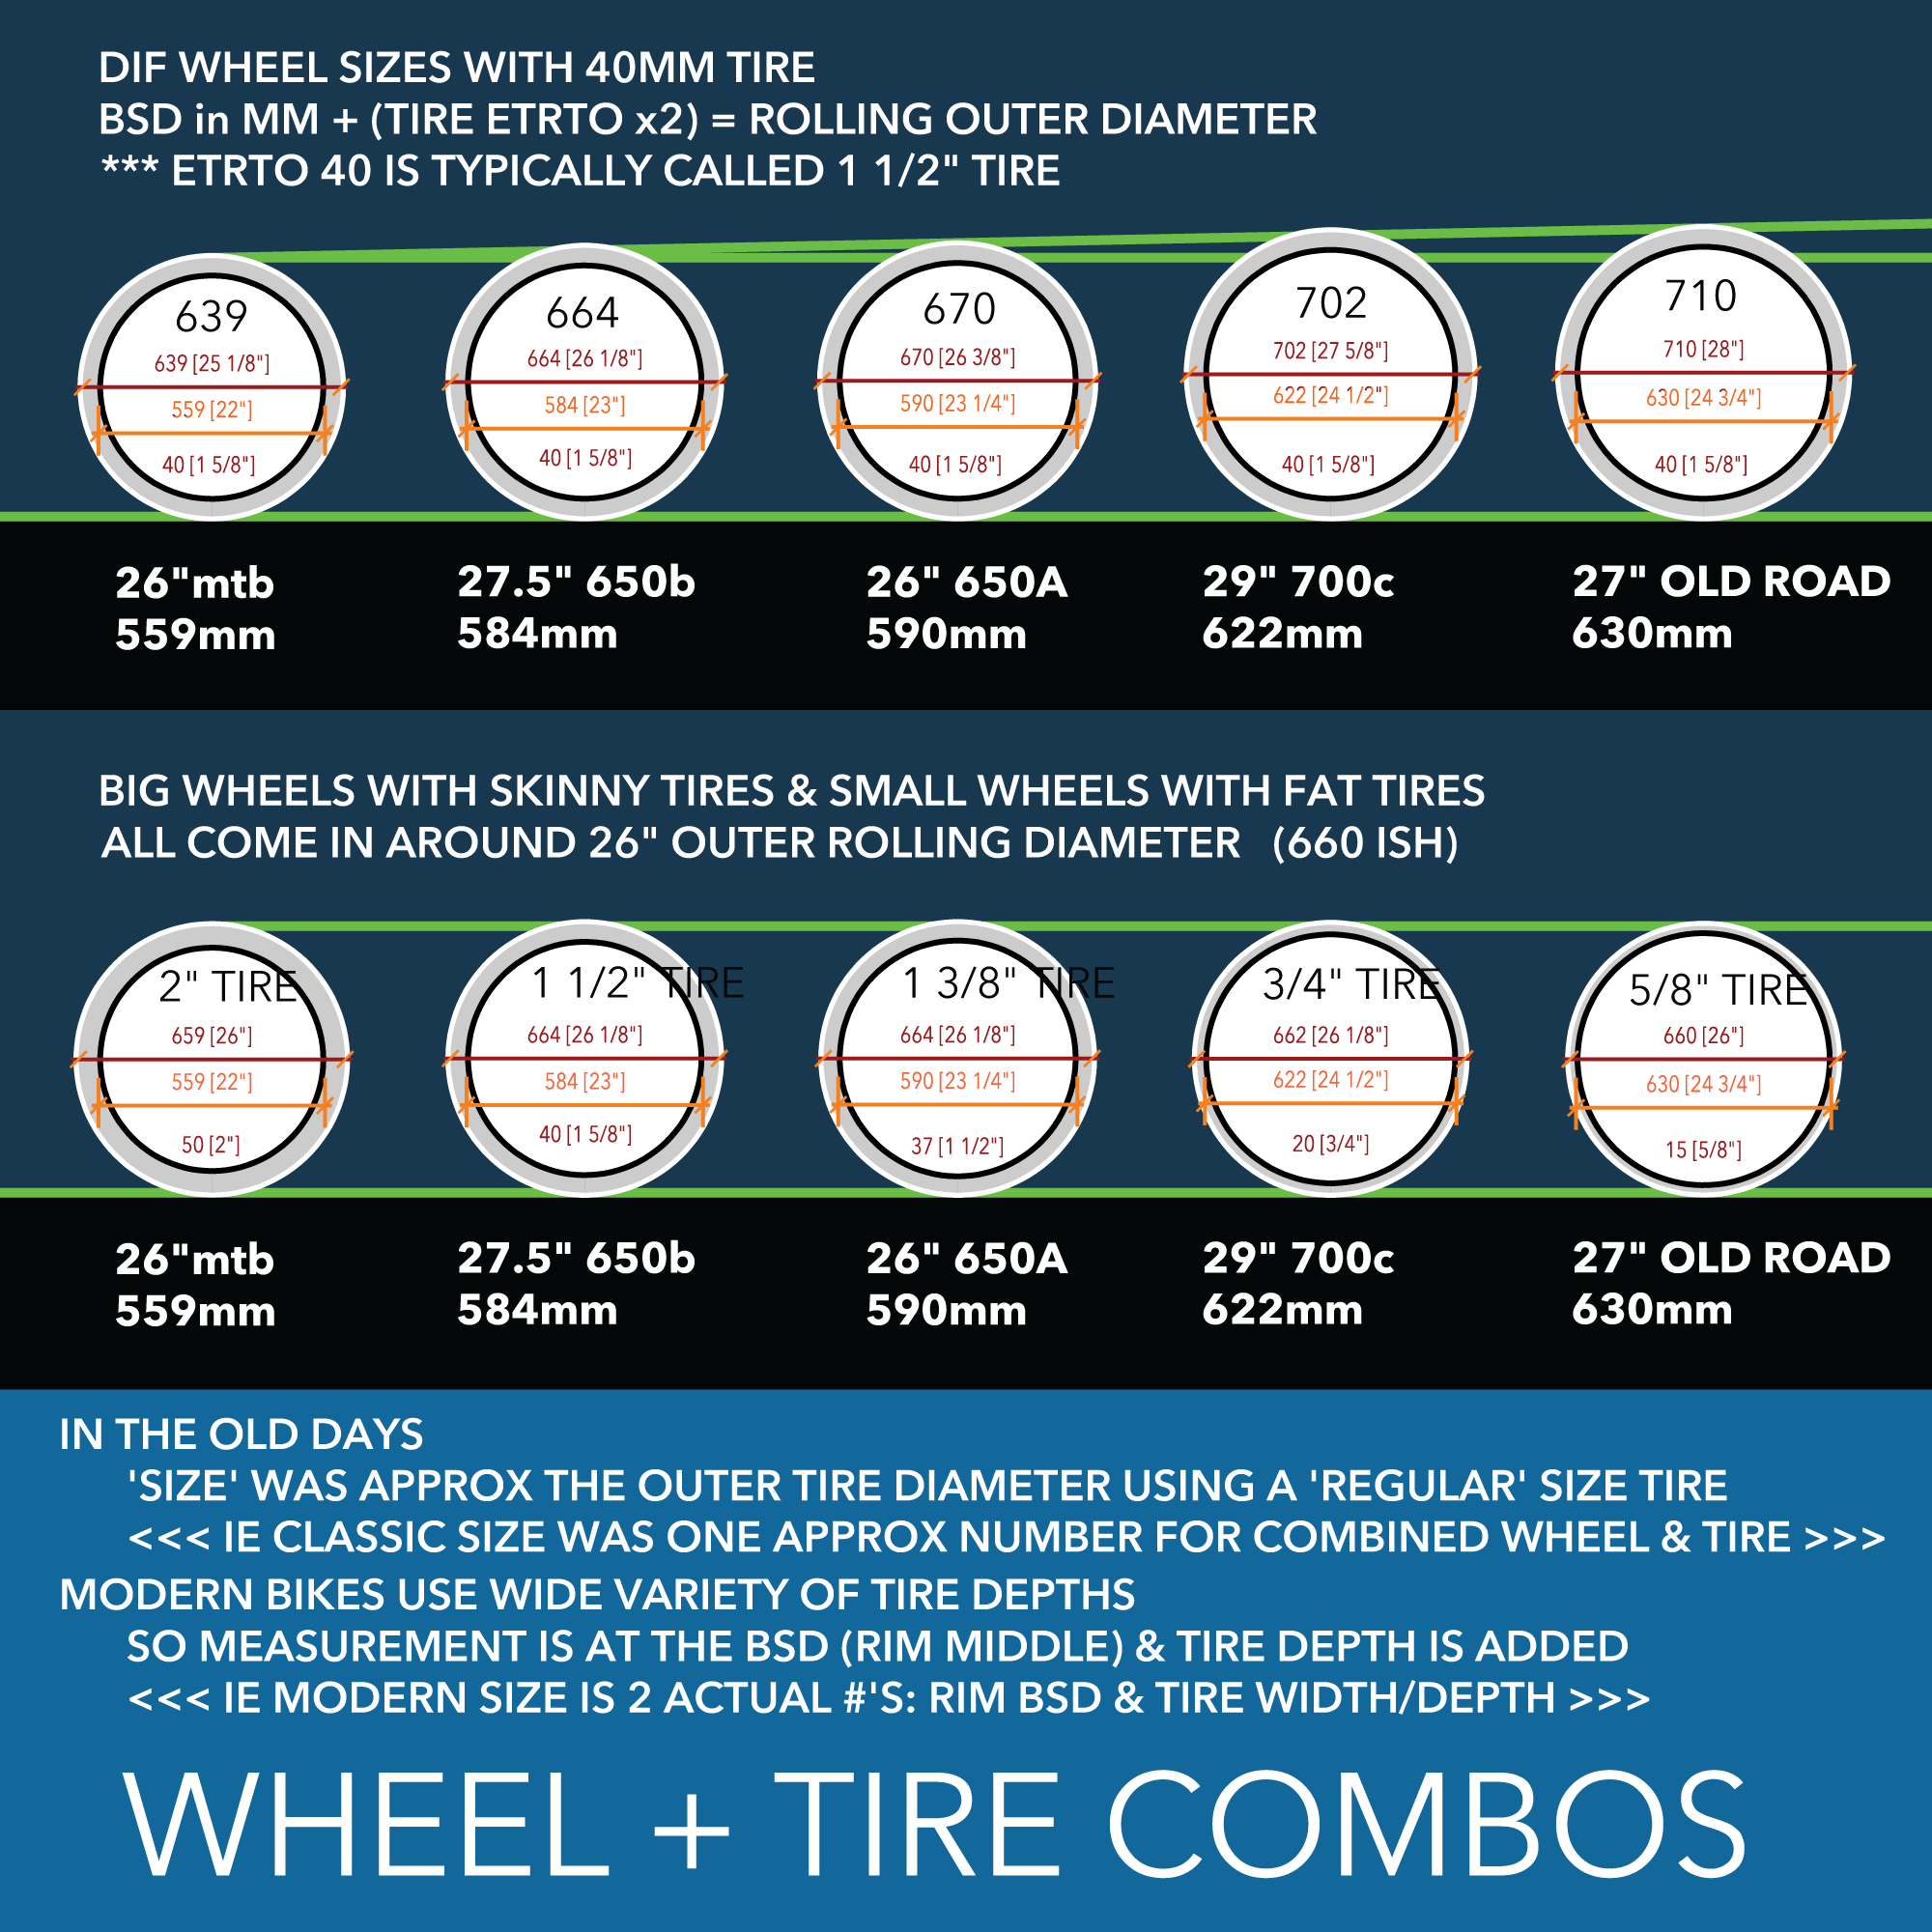 DIF WHEEL SIZES WITH 40MM TIRE
BSD in MM + (TIRE ETRTO x2) = ROLLING OUTER DIAMETER
*** ETRTO 40 IS TYPICALLY CALLED 1 1/2" TIRE
639
639 [25 1/8"]
559 [22"]
40 [1 5/8"]
664
664 [26 1/8"]
584 [23"]
40 [1 5/8"]
670
670 [26 3/8"]
590 [23 1/4"]
40 [1 5/8"]
702
702 [27 5/8"]
622 [24 1/2"]
40 [1 5/8"]
710
710 [28"]
630 [24 3/4"]
40 [1 5/8"]
26"mtb
559mm
27.5" 650b
584mm
26" 650A
590mm
29" 700c
622mm
27" OLD ROAD
630mm
BIG WHEELS WITH SKINNY TIRES & SMALL WHEELS WITH FAT TIRES
ALL COME IN AROUND 26" OUTER ROLLING DIAMETER (660 ISH)
2" TIRE
659 [26"]
559 [22"]
50 [2"]
1 1/2" TIRE
664 [26 1/8"]
584 [23"]
40 [1 5/8"]
1 3/8" TIRE
664 [26 1/8"]
590 [23 1/4"]
37 [1 1/2"]
3/4" TIRE
662 [26 1/8"]
622 [24 1/2"]
20 [3/4"]
5/8" TIRE
660 [26"]
630 [24 3/4"]
15 [5/8"]
26"mtb
559mm
27.5" 650b
584mm
26" 650A
590mm
29" 700c
622mm
27" OLD ROAD
630mm
IN THE OLD DAYS
'SIZE' WAS APPROX THE OUTER TIRE DIAMETER USING A 'REGULAR' SIZE TIRE
<<< IE CLASSIC SIZE WAS ONE APPROX NUMBER FOR COMBINED WHEEL & TIRE >>>
MODERN BIKES USE WIDE VARIETY OF TIRE DEPTHS
SO MEASUREMENT IS AT THE BSD (RIM MIDDLE) & TIRE DEPTH IS ADDED
<<< IE MODERN SIZE IS 2 ACTUAL #'S: RIM BSD & TIRE WIDTH/DEPTH >>>
WHEEL + TIRE COMBOS